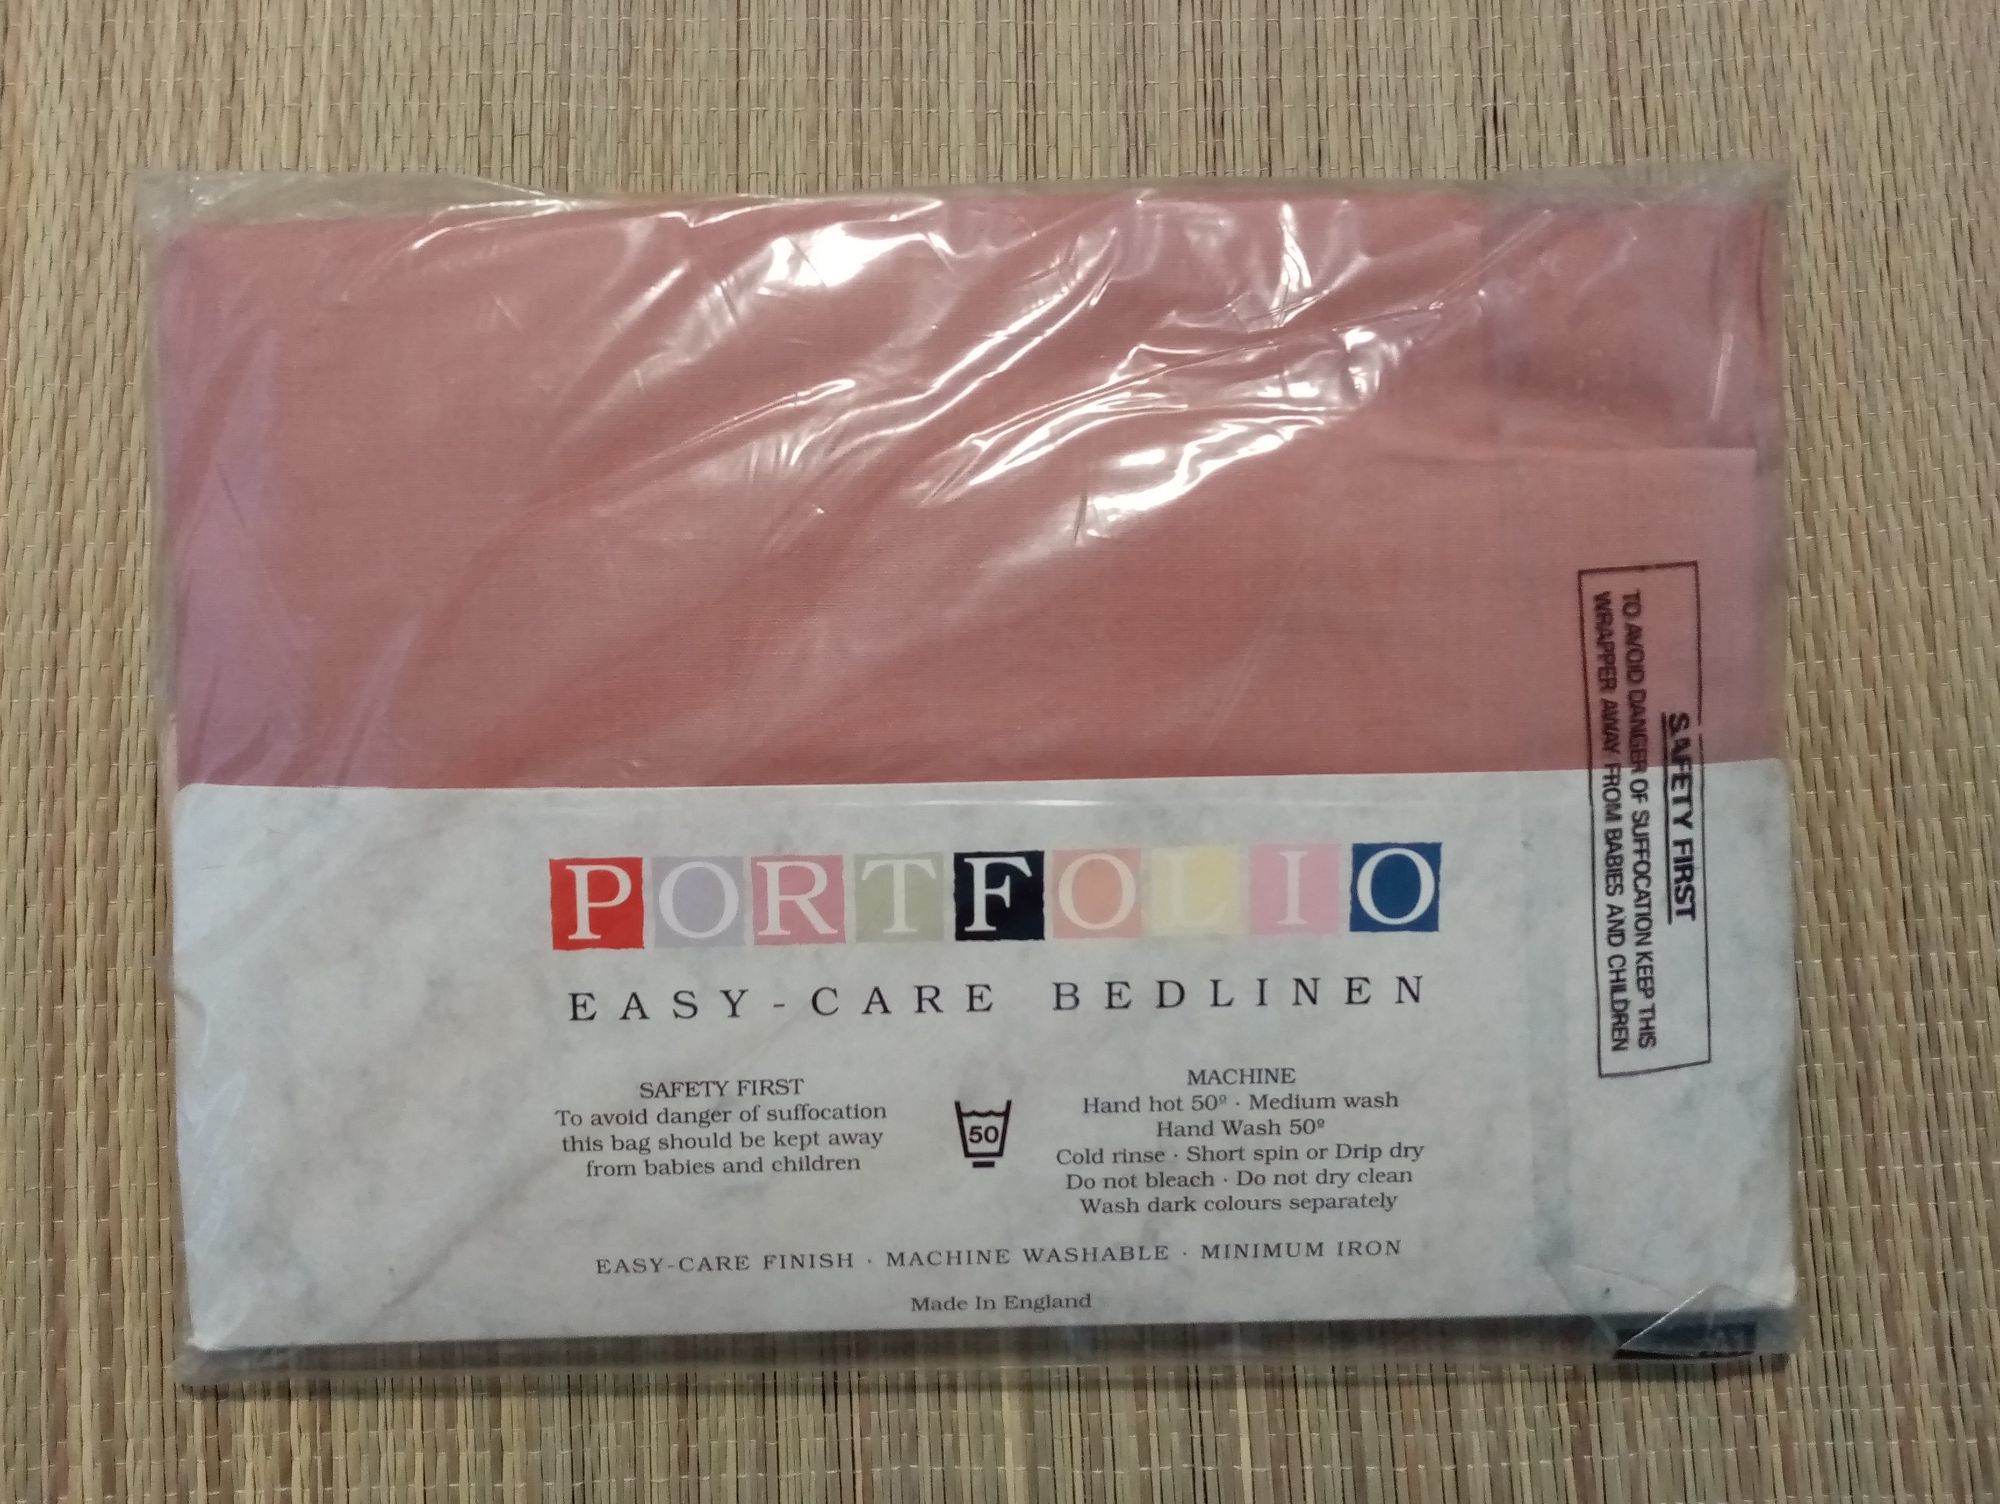 PORTFOLIO
EASY-CARE BEDLINEN
SAFETY FIRST
To avoid danger of suffocation
this bag should be kept away
from babies and children
50
MACHINE
Hand hot 50º · Medium wash
Hand Wash 50º
Cold rinse · Short spin or Drip dry
Do not bleach · Do not dry clean
Wash dark colours separately
EASY-CARE FINISH · MACHINE WASHABLE · MINIMUM IRON
Made In England
SAFETY FIRST
TO AVOID DANGER OF SUFFOCATION KEEP THIS
WRAPPER AWAY FROM BABIES AND CHILDREN